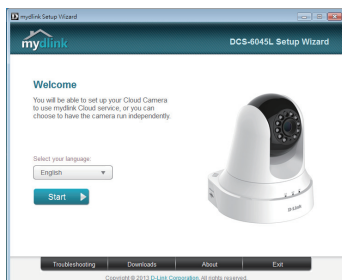 mydlink Setup Wizard
mydlink
DCS-6045L Setup Wizard
Welcome
You will be able to set up your Cloud Camera
to use mydlink Cloud service, or you can
choose to have the camera run independently.
Select your language:
English
Start
D-Link
Troubleshooting
Downloads
About
Exit
Copyright © 2013 D-Link Corporation. All rights reserved.